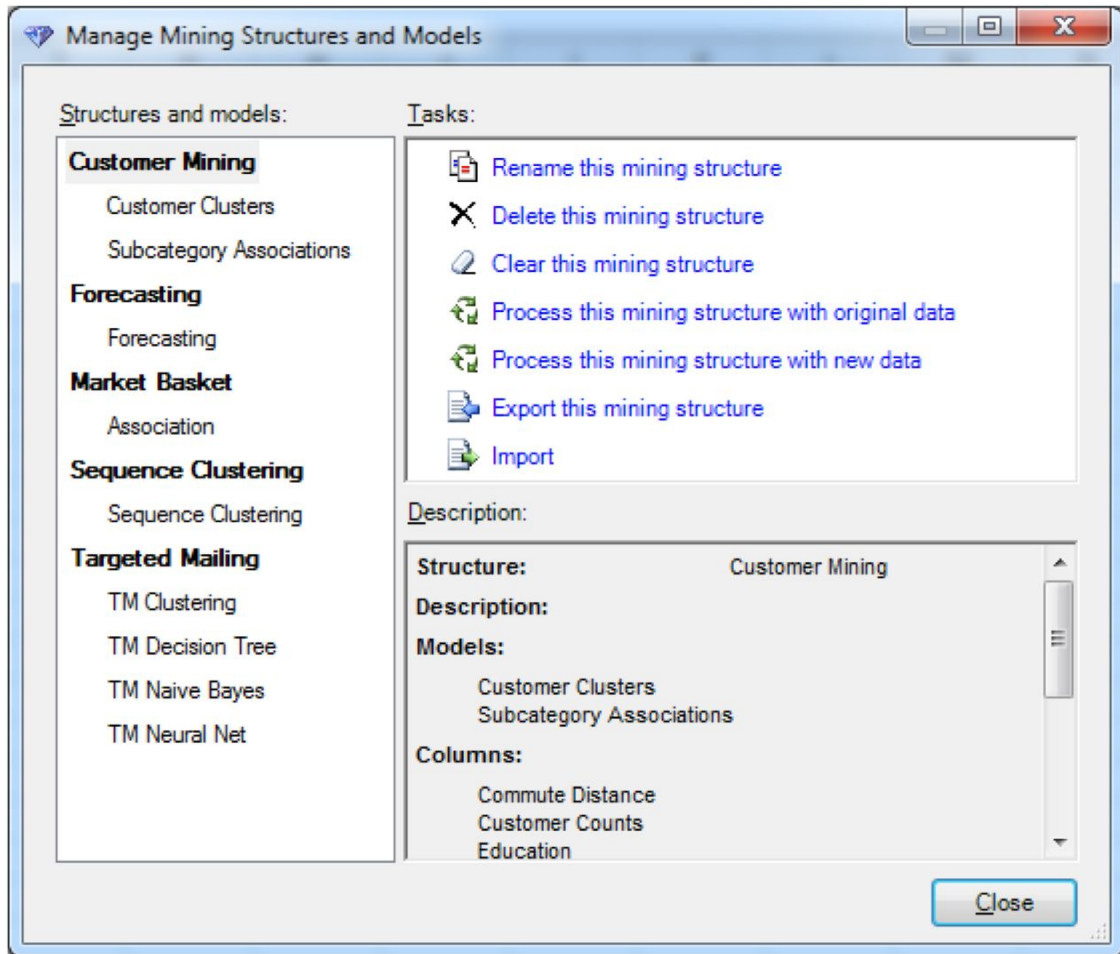 Manage Mining Structures and Models
Structures and models:
Customer Mining
Customer Clusters
Subcategory Associations
Forecasting
Forecasting
Market Basket
Association
Sequence Clustering
Sequence Clustering
Targeted Mailing
TM Clustering
TM Decision Tree
TM Naive Bayes
TM Neural Net
Tasks:
Rename this mining structure
Delete this mining structure
Clear this mining structure
Process this mining structure with original data
Process this mining structure with new data
Export this mining structure
Import
Description:
Structure: Customer Mining
Description:
Models:
Customer Clusters
Subcategory Associations
Columns:
Commute Distance
Customer Counts
Education
Close